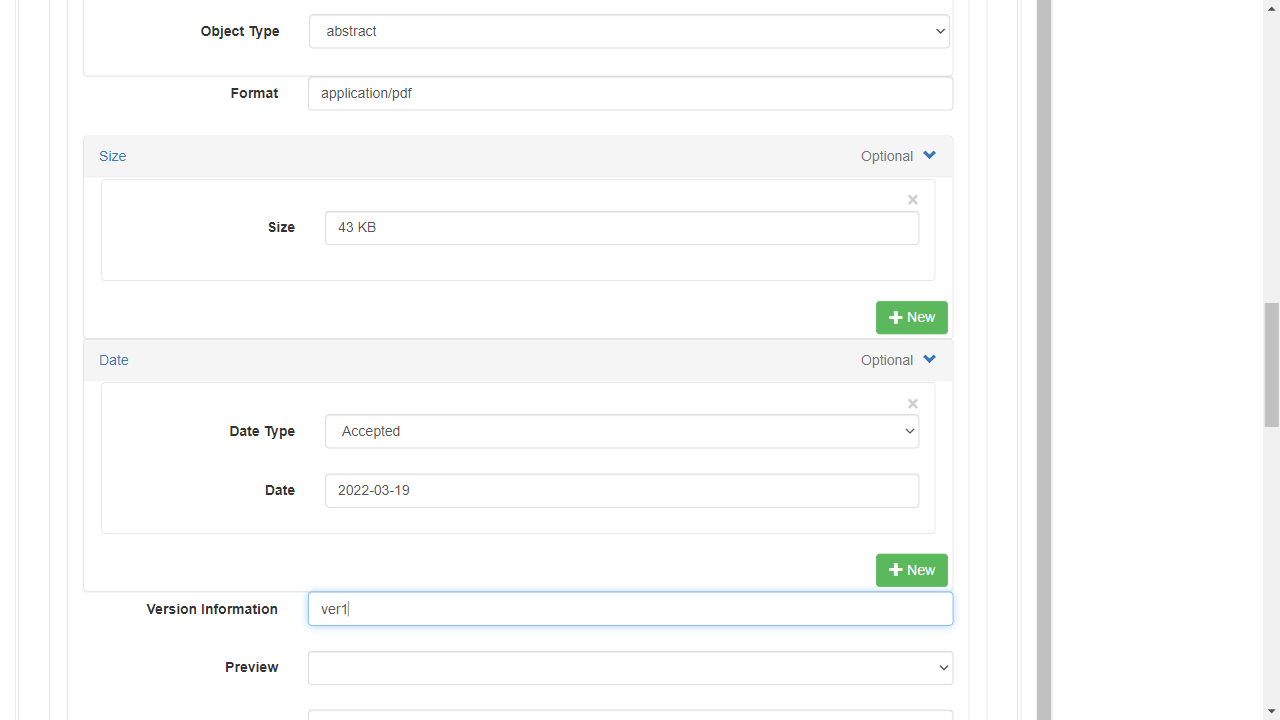 Object Type abstract
Format application/pdf
Size Optional
×
Size 43 KB
New
Date Optional
×
Date Type Accepted
Date 2022-03-19
New
Version Information ver1
Preview